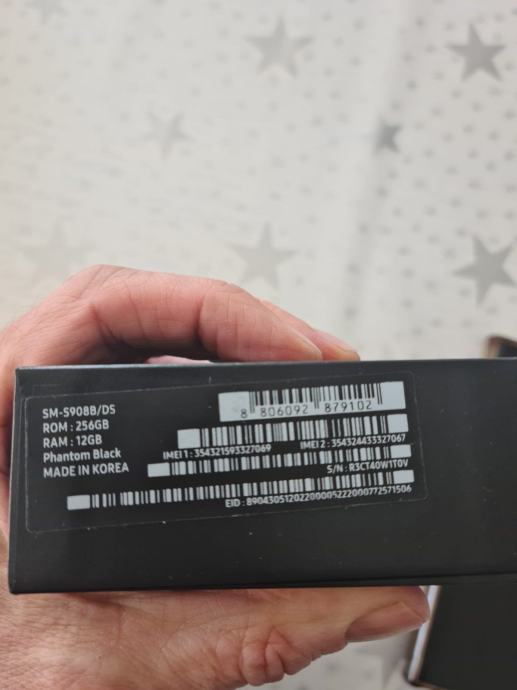 SM-S908B/DS
ROM : 256GB
RAM : 12GB
Phantom Black
MADE IN KOREA
8 806092 879102
IMEI 1 : 354321593327069
IMEI 2 : 354324433327067
S/N : R3CT40W1T0V
EID : 89043051202200005222000772571506